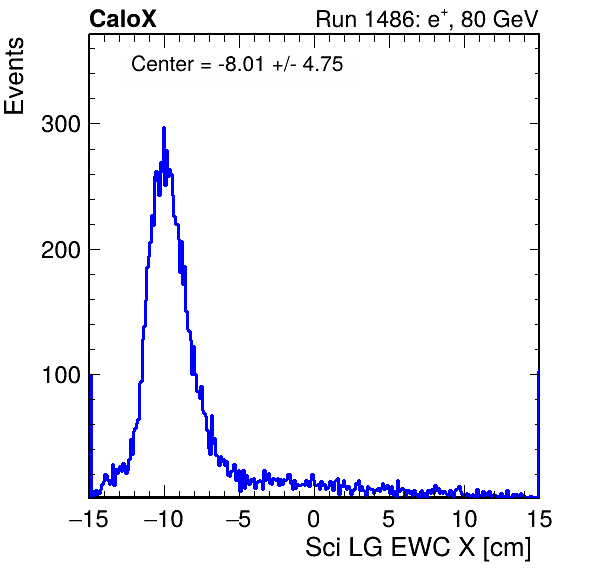 CaloX Run 1486: e⁺, 80 GeV
Center = -8.01 +/- 4.75
Events
300
200
100
−15 −10 −5 0 5 10 15
Sci LG EWC X [cm]